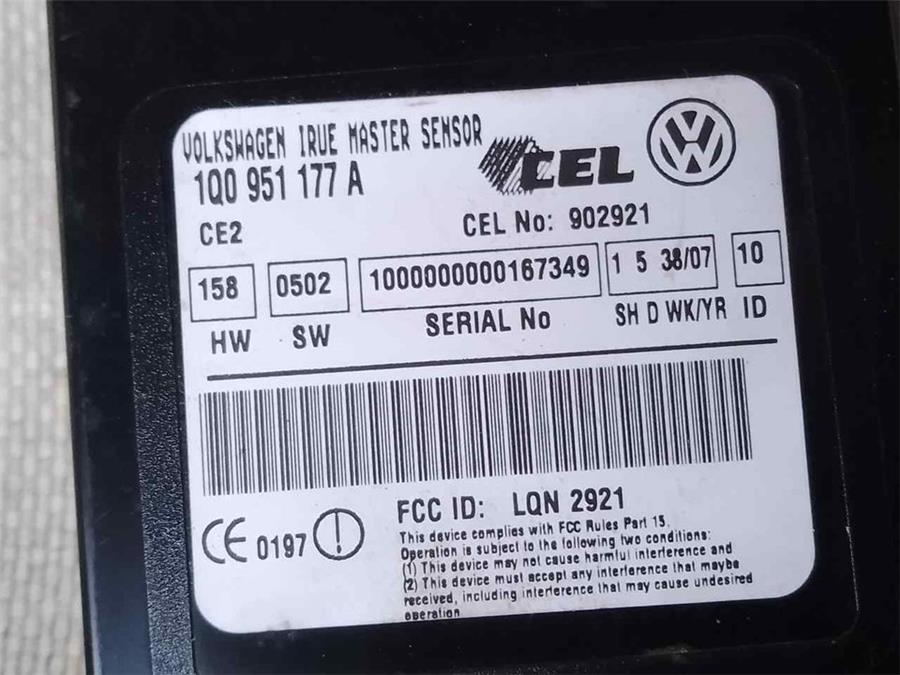 VOLKSWAGEN IRUE MASTER SENSOR
1Q0 951 177 A
CEL
VW
CE2
CEL No: 902921
158 0502 1000000000167349 1 5 38/07 10
HW SW SERIAL No SH D WK/YR ID
FCC ID: LQN 2921
CE 0197
This device complies with FCC Rules Part 15.
Operation is subject to the following two conditions:
(1) This device may not cause harmful interference and
(2) This device must accept any interference that maybe
received, including interference that may cause undesired
operation